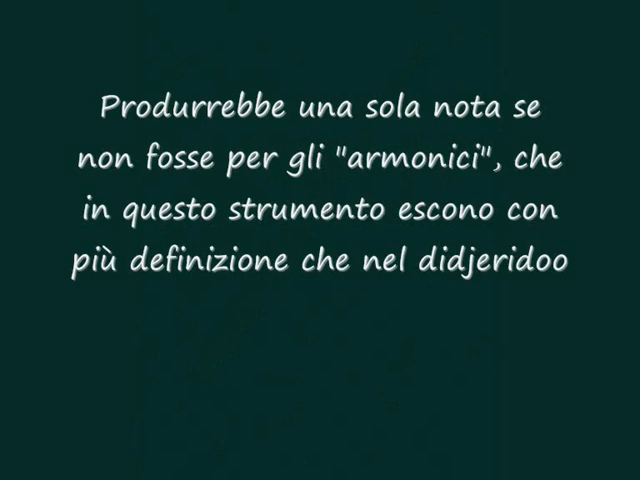 Produrrebbe una sola nota se
non fosse per gli "armonici", che
in questo strumento escono con
più definizione che nel didjeridoo